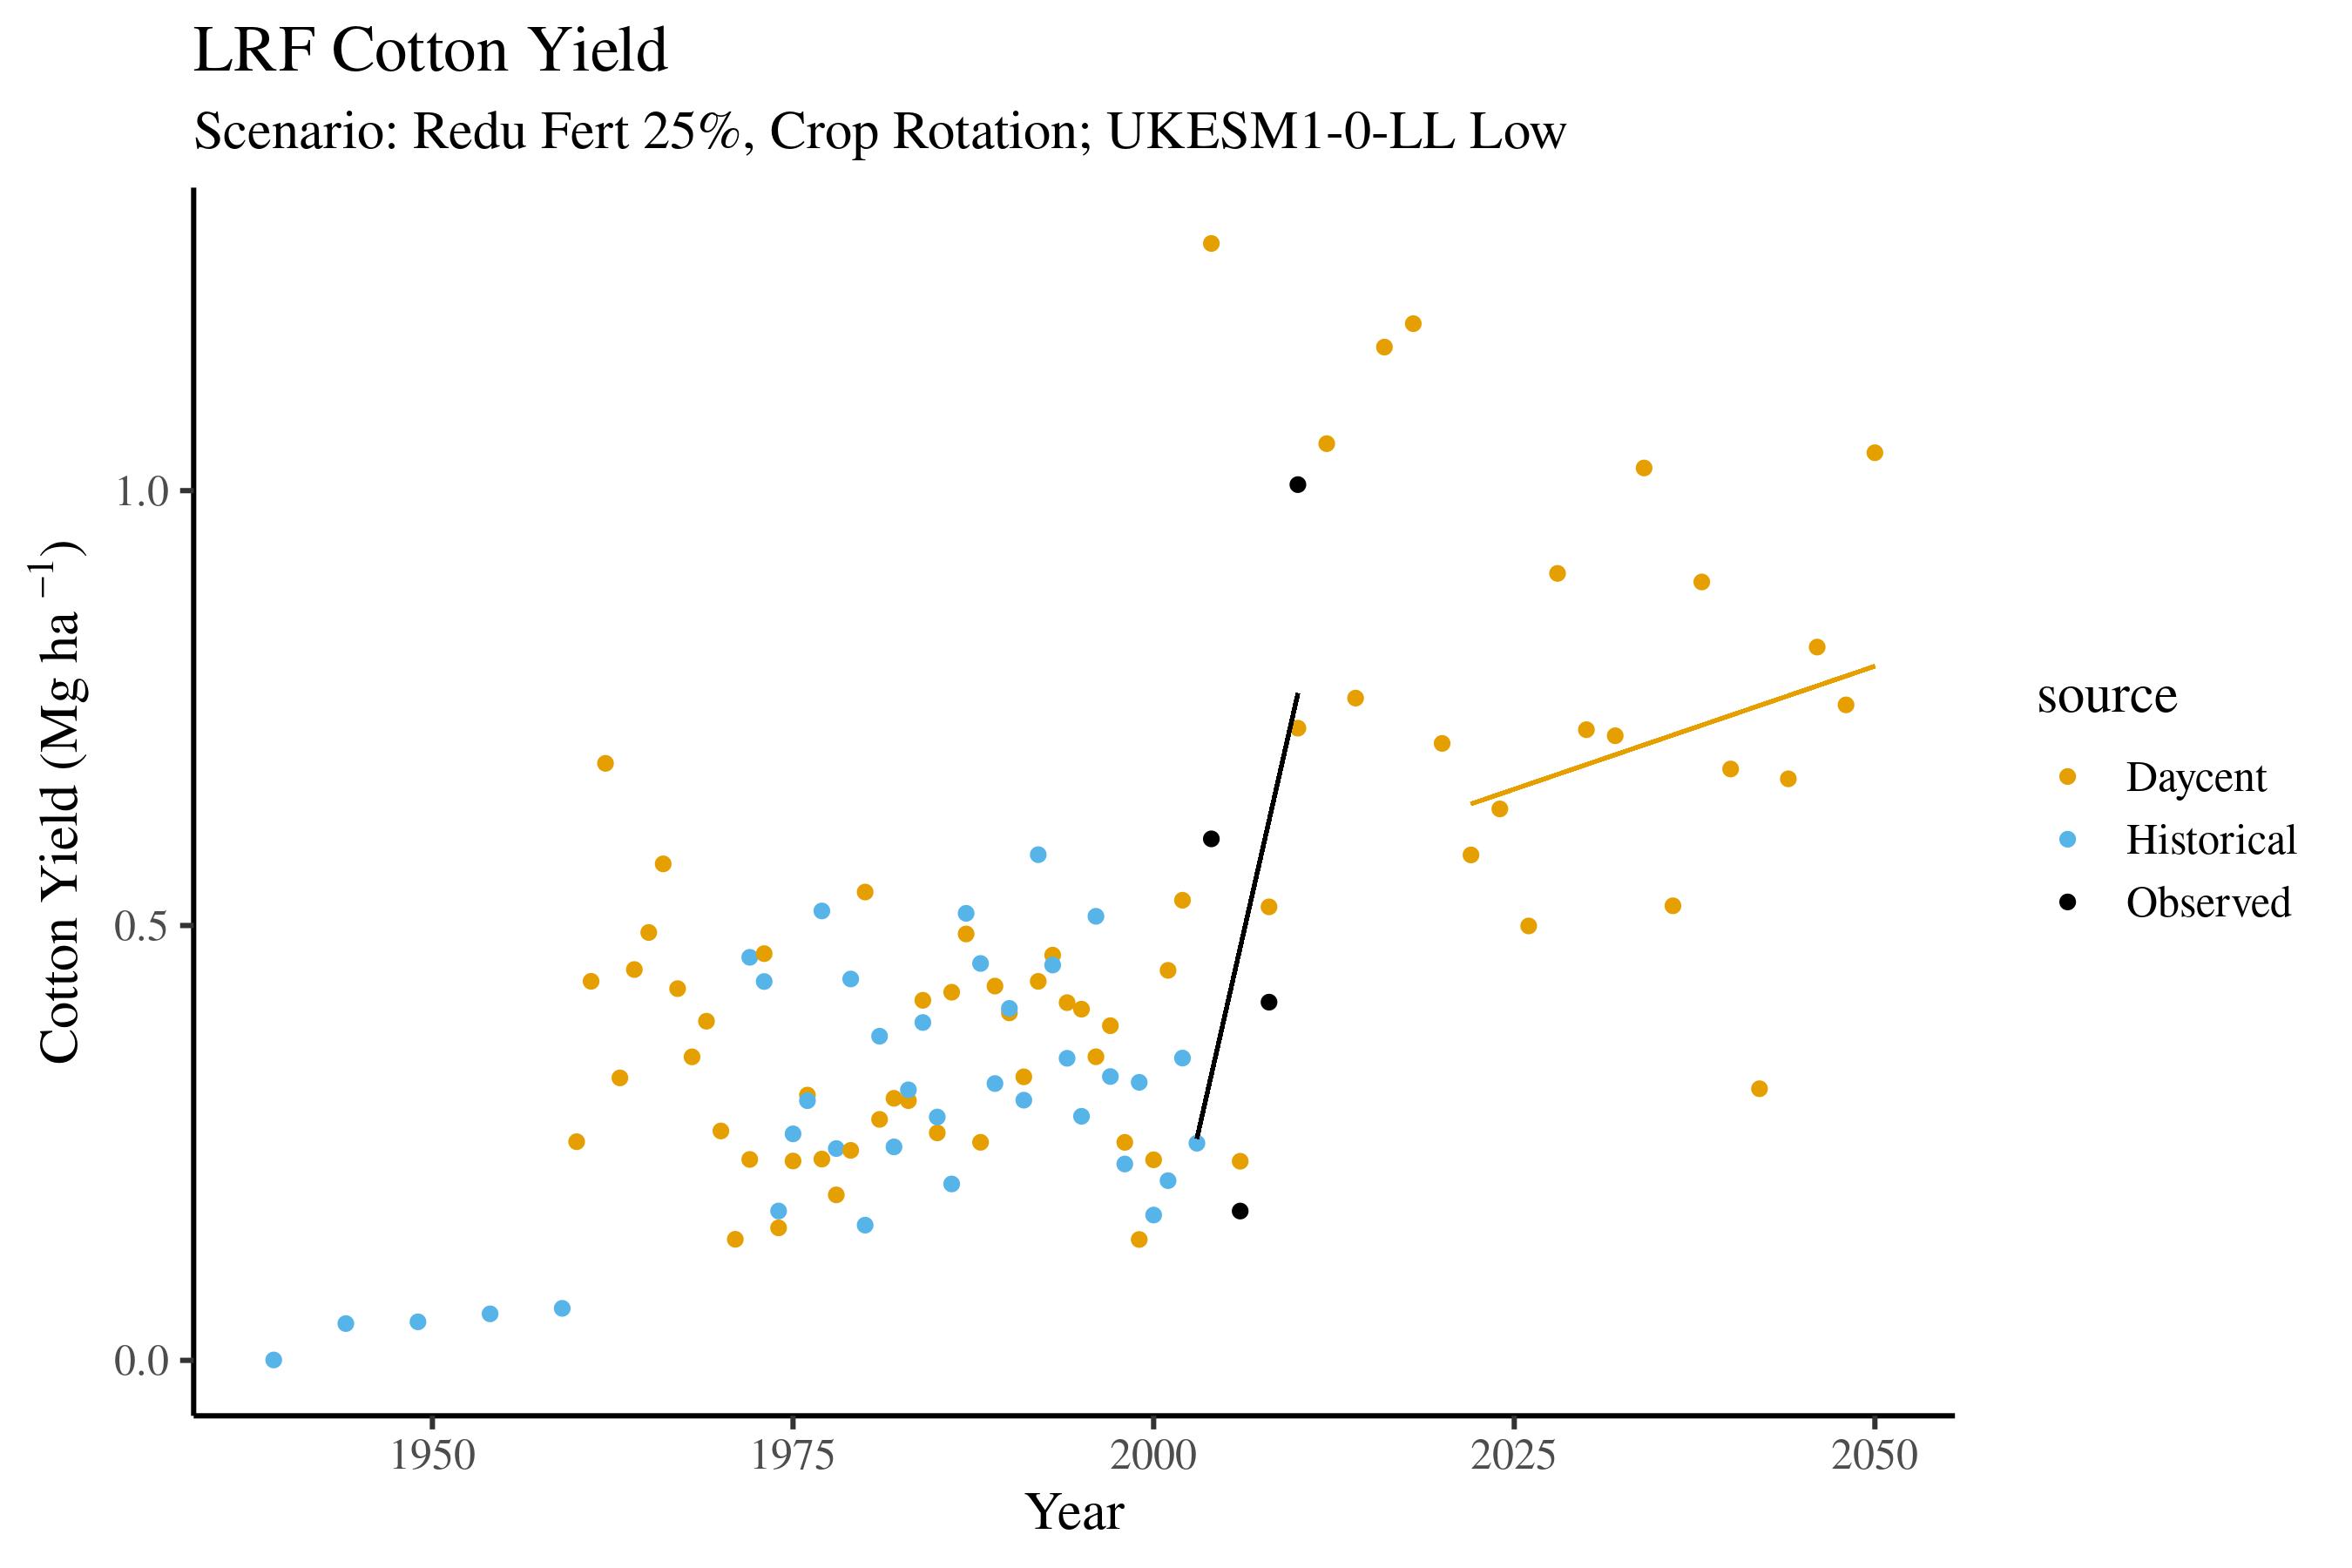 LRF Cotton Yield
Scenario: Redu Fert 25%, Crop Rotation; UKESM1-0-LL Low
Cotton Yield (Mg ha⁻¹)
1.0
0.5
0.0
1950 1975 2000 2025 2050
Year
source
Daycent
Historical
Observed